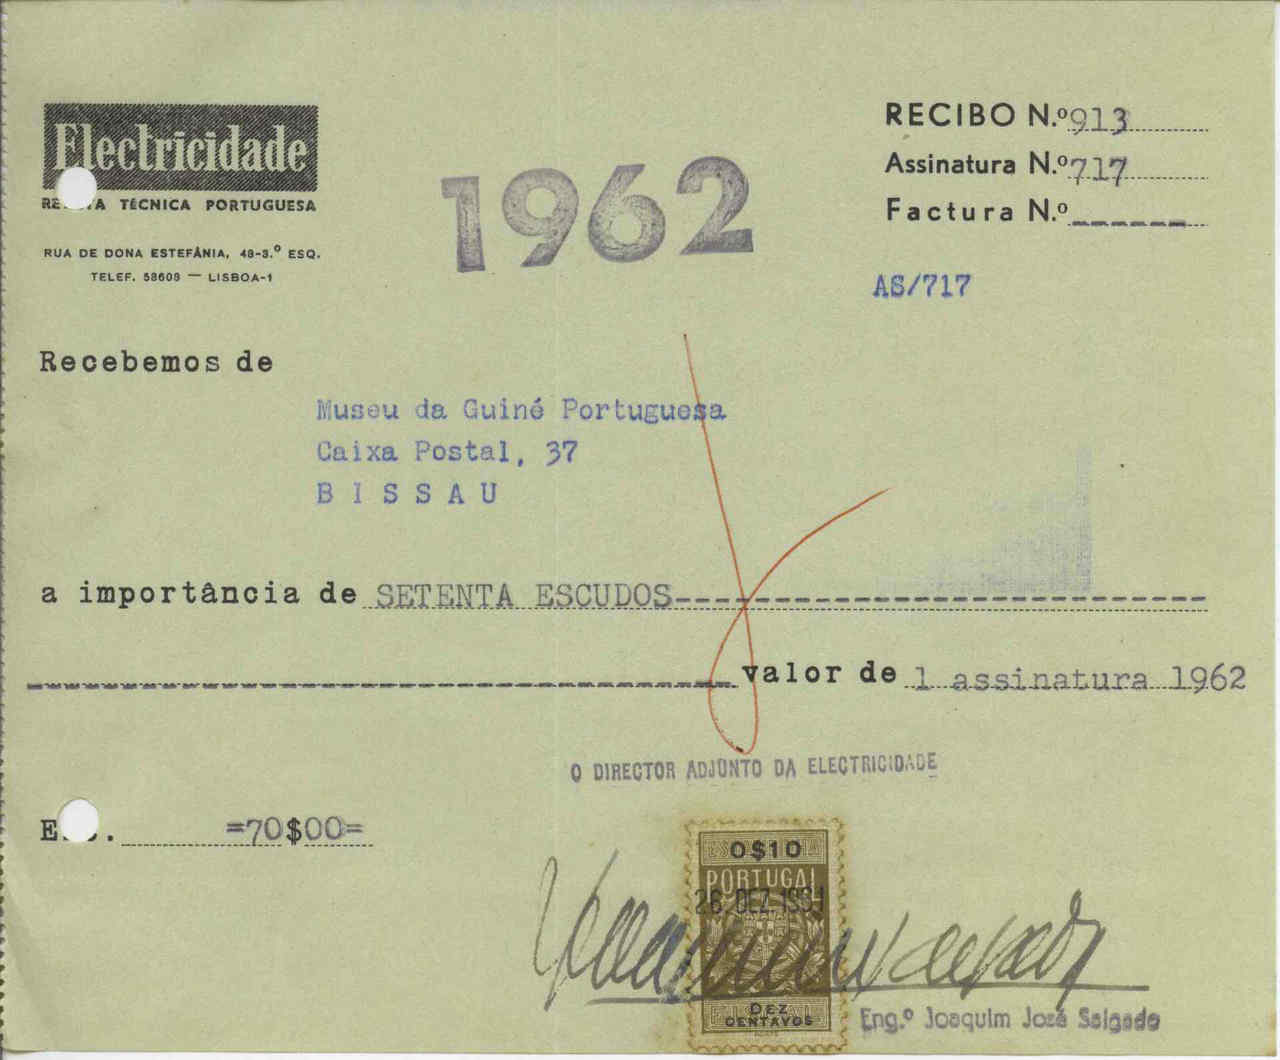 Electricidade
TÉCNICA PORTUGUESA
RUA DE DONA ESTEFÂNIA, 48-3.º ESQ.
TELEF. 58608 — LISBOA-1
1962
RECIBO N.º 913
Assinatura N.º 717
Factura N.º
AS/717
Recebemos de
Museu da Guiné Portuguesa
Caixa Postal, 37
BISSAU
a importância de SETENTA ESCUDOS
valor de 1 assinatura 1962
O DIRECTOR ADJUNTO DA ELECTRICIDADE
=70$00=
0$10
PORTUGAL
26 DEZ 1961
DEZ
CENTAVOS
Eng.º Joaquim José Salgado